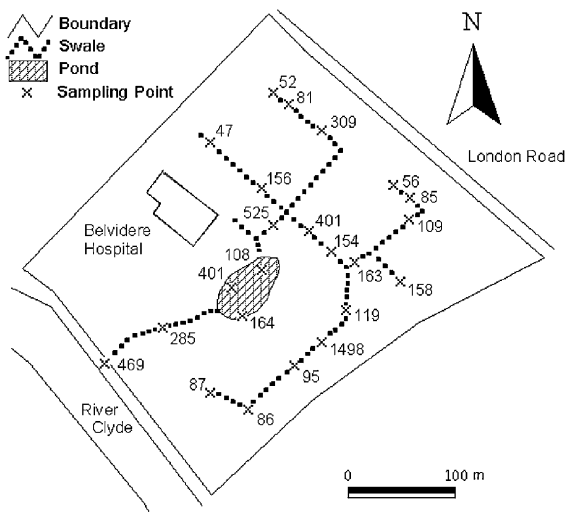 Boundary
Swale
Pond
Sampling Point
N
London Road
52
81
309
47
156
56
85
109
525
401
154
163
158
Belvidere
Hospital
108
401
164
119
285
1498
469
95
87
86
River
Clyde
0 100 m